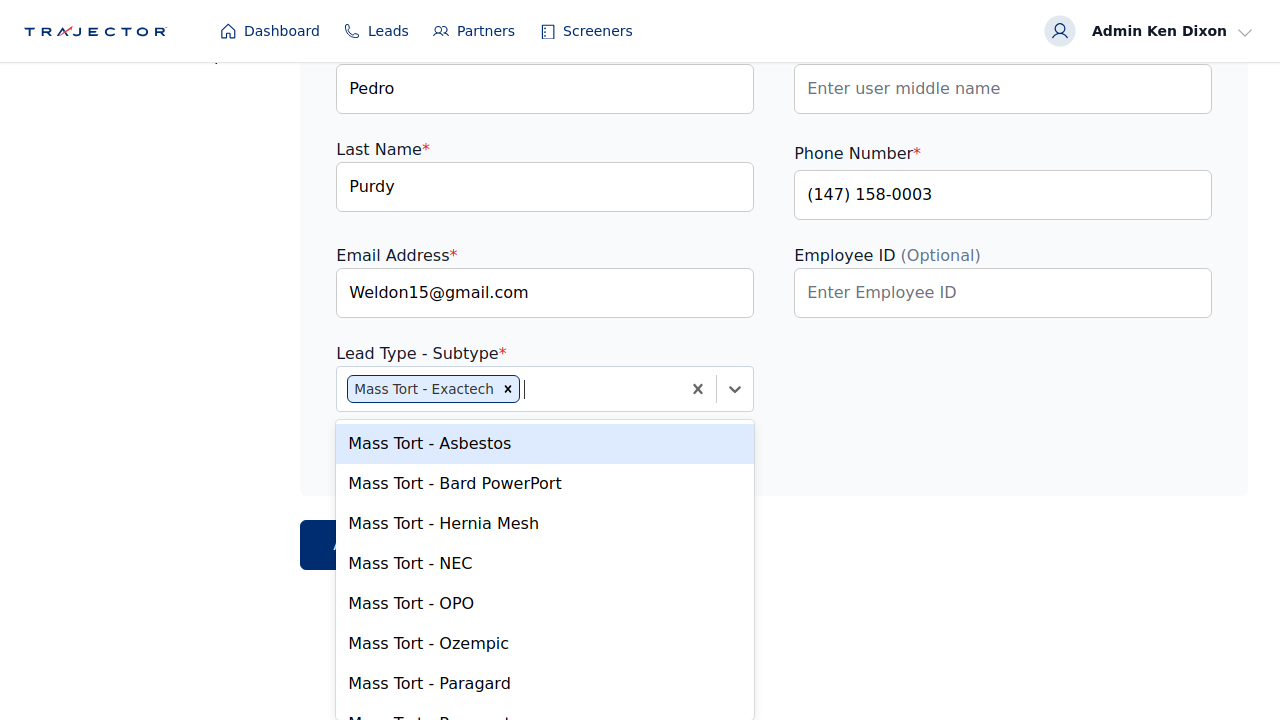 TRAJECTOR
Dashboard
Leads
Partners
Screeners
Admin Ken Dixon
Pedro
Enter user middle name
Last Name*
Phone Number*
Purdy
(147) 158-0003
Email Address*
Employee ID (Optional)
Weldon15@gmail.com
Enter Employee ID
Lead Type - Subtype*
Mass Tort - Exactech
Mass Tort - Asbestos
Mass Tort - Bard PowerPort
Mass Tort - Hernia Mesh
Mass Tort - NEC
Mass Tort - OPO
Mass Tort - Ozempic
Mass Tort - Paragard